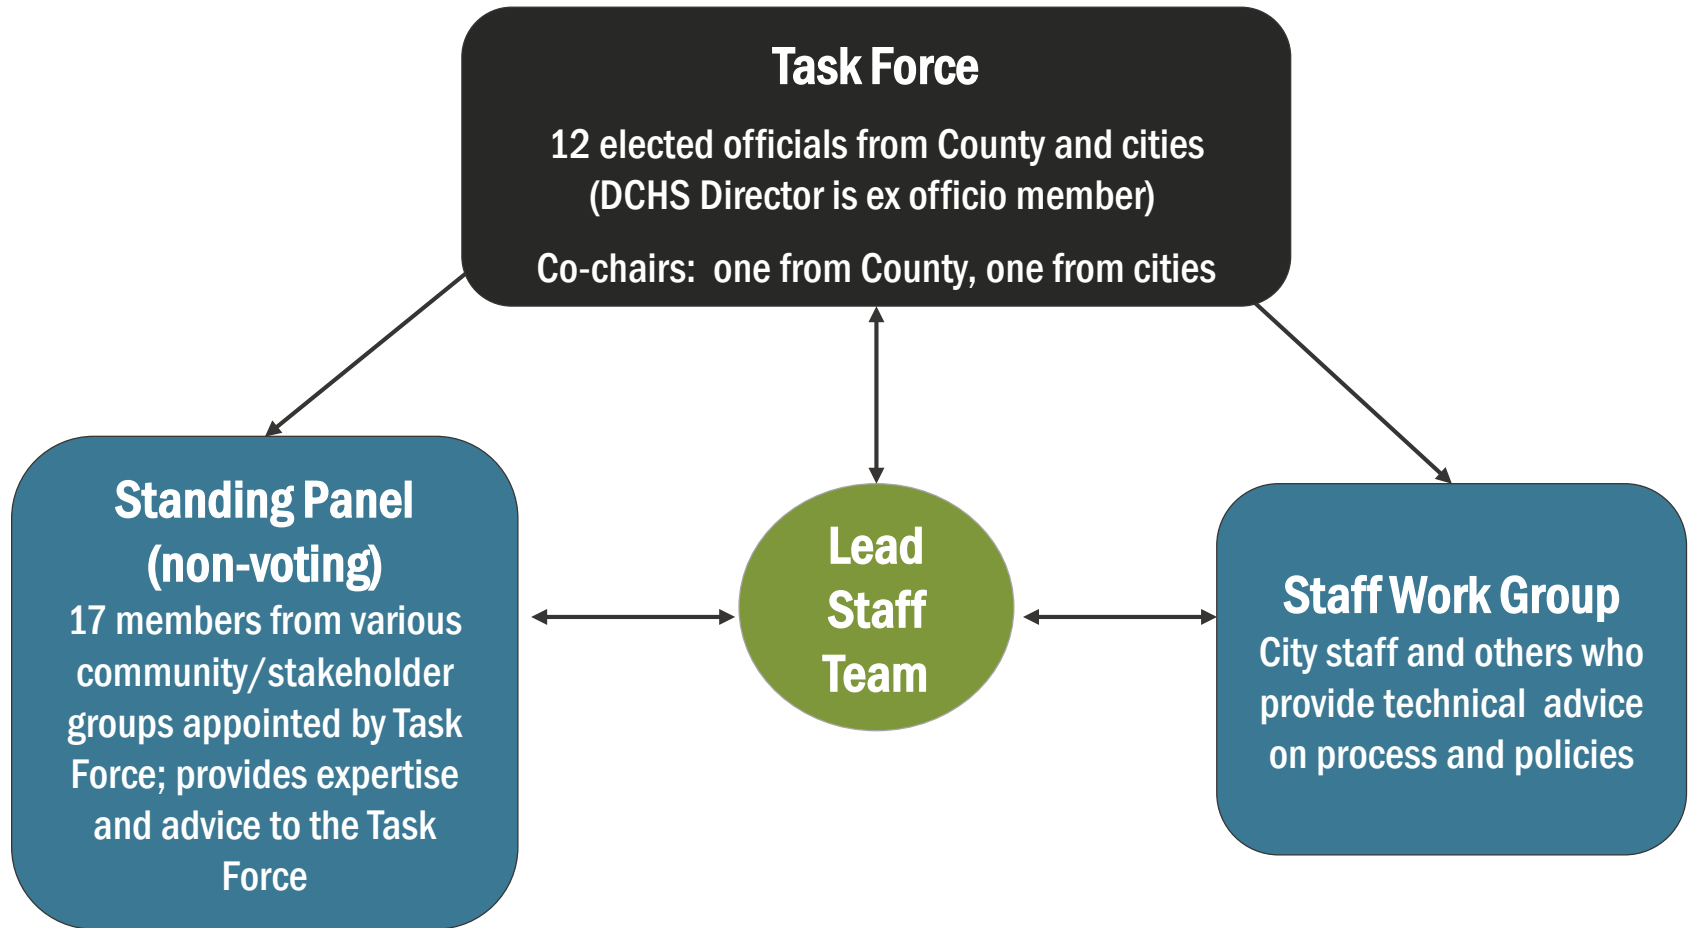 Task Force
12 elected officials from County and cities
(DCHS Director is ex officio member)
Co-chairs:  one from County, one from cities
Standing Panel
(non-voting)
17 members from various
community/stakeholder
groups appointed by Task
Force; provides expertise
and advice to the Task
Force
Lead
Staff
Team
Staff Work Group
City staff and others who
provide technical  advice
on process and policies